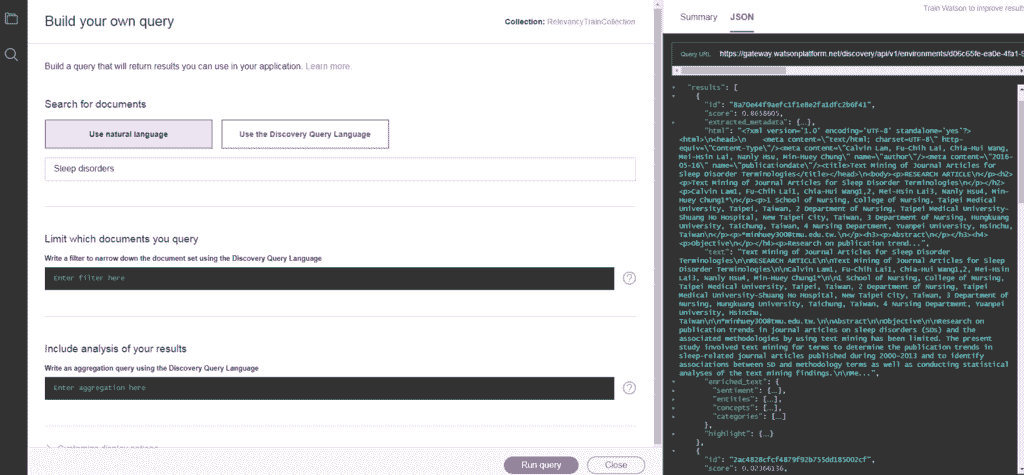 Build your own query
Collection: RelevancyTrainCollection
Build a query that will return results you can use in your application. Learn more.
Search for documents
Use natural language
Use the Discovery Query Language
Sleep disorders
Limit which documents you query
Write a filter to narrow down the document set using the Discovery Query Language
Enter filter here
Include analysis of your results
Write an aggregation query using the Discovery Query Language
Enter aggregation here
Customize display options
Run query
Close
Train Watson to improve results
Summary
JSON
Query URL
https://gateway.watsonplatform.net/discovery/api/v1/environments/d06c65fe-ea0e-4fa1-9
"results": [
{
"id": "8a70e44f9aefc1f1e8e2fa1dfc2b6f41",
"score": 0.0658605,
"extracted_metadata": {…},
"html": "<?xml version='1.0' encoding='UTF-8' standalone='yes'?>
<html>\n<head>\n    <meta content=\"text/html; charset=UTF-8\" http-
equiv=\"Content-Type\"/><meta content=\"Calvin Lam, Fu-Chih Lai, Chia-Hui Wang,
Mei-Hsin Lai, Nanly Hsu, Min-Huey Chung\" name=\"author\"/><meta content=\"2016-
05-16\" name=\"publicationdate\"/><title>Text Mining of Journal Articles for
Sleep Disorder Terminologies</title></head>\n<body><p>RESEARCH ARTICLE\n</p><h2>
<p>Text Mining of Journal Articles for Sleep Disorder Terminologies\n</p></h2>
<p>Calvin Lam1, Fu-Chih Lai1, Chia-Hui Wang1,2, Mei-Hsin Lai3, Nanly Hsu4, Min-
Huey Chung1*\n</p><p>1 School of Nursing, College of Nursing, Taipei Medical
University, Taipei, Taiwan, 2 Department of Nursing, Taipei Medical University-
Shuang Ho Hospital, New Taipei City, Taiwan, 3 Department of Nursing, Hungkuang
University, Taichung, Taiwan, 4 Nursing Department, Yuanpei University, Hsinchu,
Taiwan\n</p><p>*minhuey300@tmu.edu.tw.\n</p><h3><p>Abstract\n</p></h3><h4>
<p>Objective\n</p></h4><p>Research on publication trend...",
"text": "Text Mining of Journal Articles for Sleep Disorder
Terminologies\n\nRESEARCH ARTICLE\n\nText Mining of Journal Articles for Sleep
Disorder Terminologies\n\nCalvin Lam1, Fu-Chih Lai1, Chia-Hui Wang1,2, Mei-Hsin
Lai3, Nanly Hsu4, Min-Huey Chung1*\n\n1 School of Nursing, College of Nursing,
Taipei Medical University, Taipei, Taiwan, 2 Department of Nursing, Taipei
Medical University-Shuang Ho Hospital, New Taipei City, Taiwan, 3 Department of
Nursing, Hungkuang University, Taichung, Taiwan, 4 Nursing Department, Yuanpei
University, Hsinchu,
Taiwan\n\n*minhuey300@tmu.edu.tw.\n\nAbstract\n\nObjective\n\nResearch on
publication trends in journal articles on sleep disorders (SDs) and the
associated methodologies by using text mining has been limited. The present
study involved text mining for terms to determine the publication trends in
sleep-related journal articles published during 2000-2013 and to identify
associations between SD and methodology terms as well as conducting statistical
analyses of the text mining findings.\n\nMe...",
"enriched_text": {
"sentiment": {…},
"entities": […],
"concepts": […],
"categories": […]
},
"highlight": {…}
},
{
"id": "2ac4828cfcf4879f92b755dd185002cf",
"score": 0.02366136,